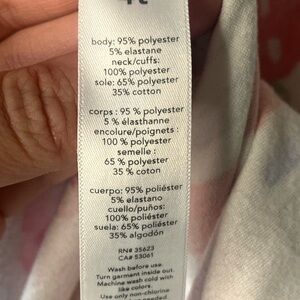 body: 95% polyester
5% elastane
neck/cuffs:
100% polyester
sole: 65% polyester
35% cotton
corps : 95 % polyester
5 % élasthanne
encolure/poignets :
100 % polyester
semelle :
65 % polyester
35 % coton
cuerpo: 95% poliéster
5% elastano
cuello/puños:
100% poliéster
suela: 65% poliéster
35% algodón
RN# 35623
CA# 53061
Wash before use.
Turn garment inside out.
Machine wash cold with
like colors.
Use only non-chlorine